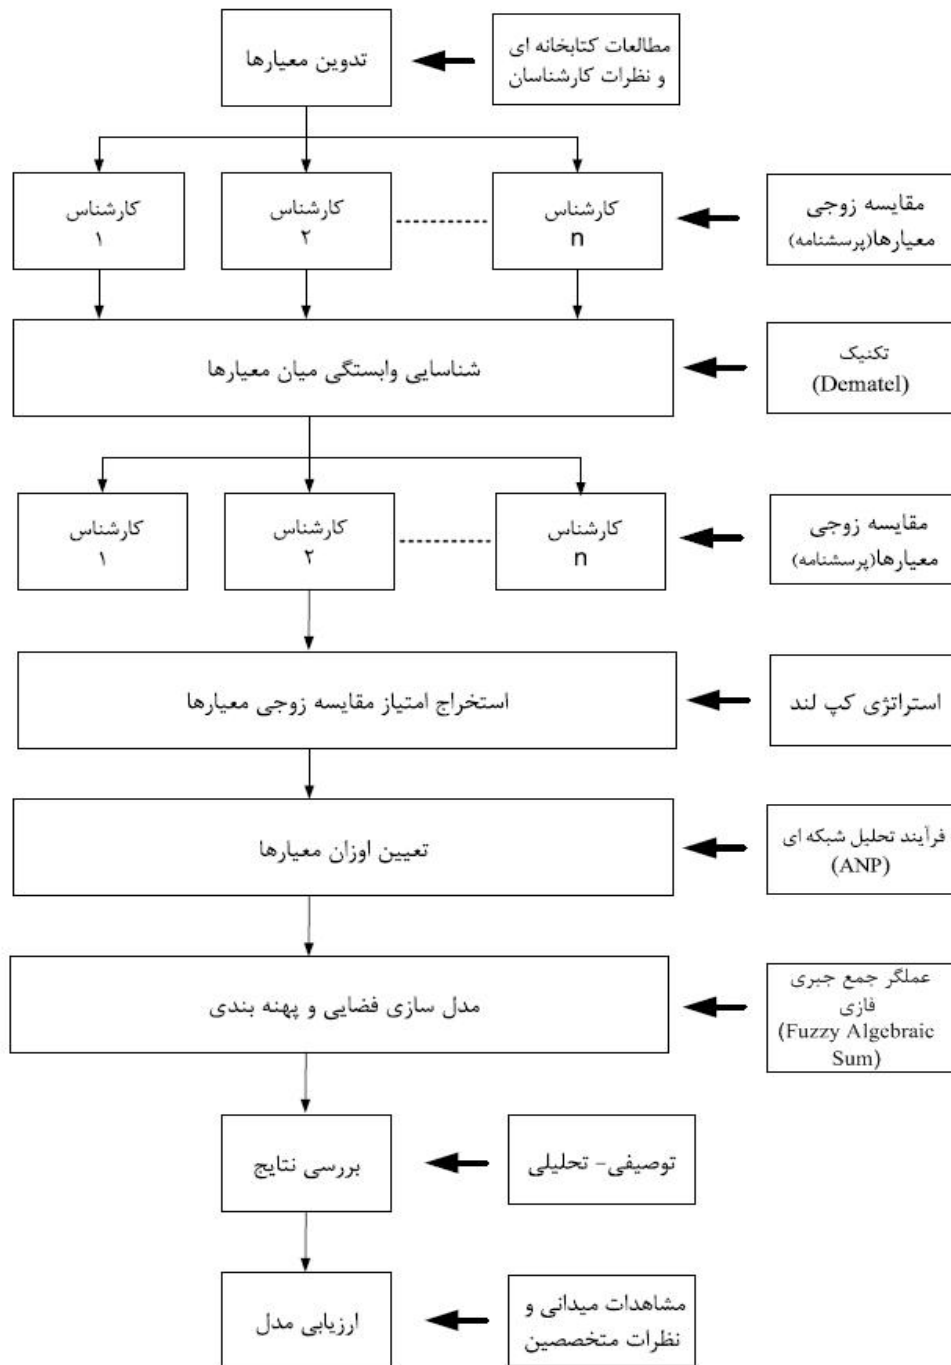 تدوین معیارها
مطالعات کتابخانه ای
و نظرات کارشناسان
مقایسه زوجی
معیارها(پرسشنامه)
کارشناس
n
کارشناس
۲
کارشناس
۱
شناسایی وابستگی میان معیارها
تکنیک
(Dematel)
مقایسه زوجی
معیارها(پرسشنامه)
کارشناس
n
کارشناس
۲
کارشناس
۱
استخراج امتیاز مقایسه زوجی معیارها
استراتژی کپ لند
تعیین اوزان معیارها
فرآیند تحلیل شبکه ای
(ANP)
مدل سازی فضایی و پهنه بندی
عملگر جمع جبری
فازی
(Fuzzy Algebraic
Sum)
بررسی نتایج
توصیفی- تحلیلی
ارزیابی مدل
مشاهدات میدانی و
نظرات متخصصین